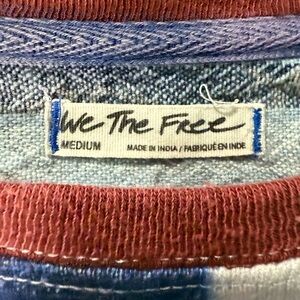 We The Free
MEDIUM MADE IN INDIA / FABRIQUÉ EN INDE